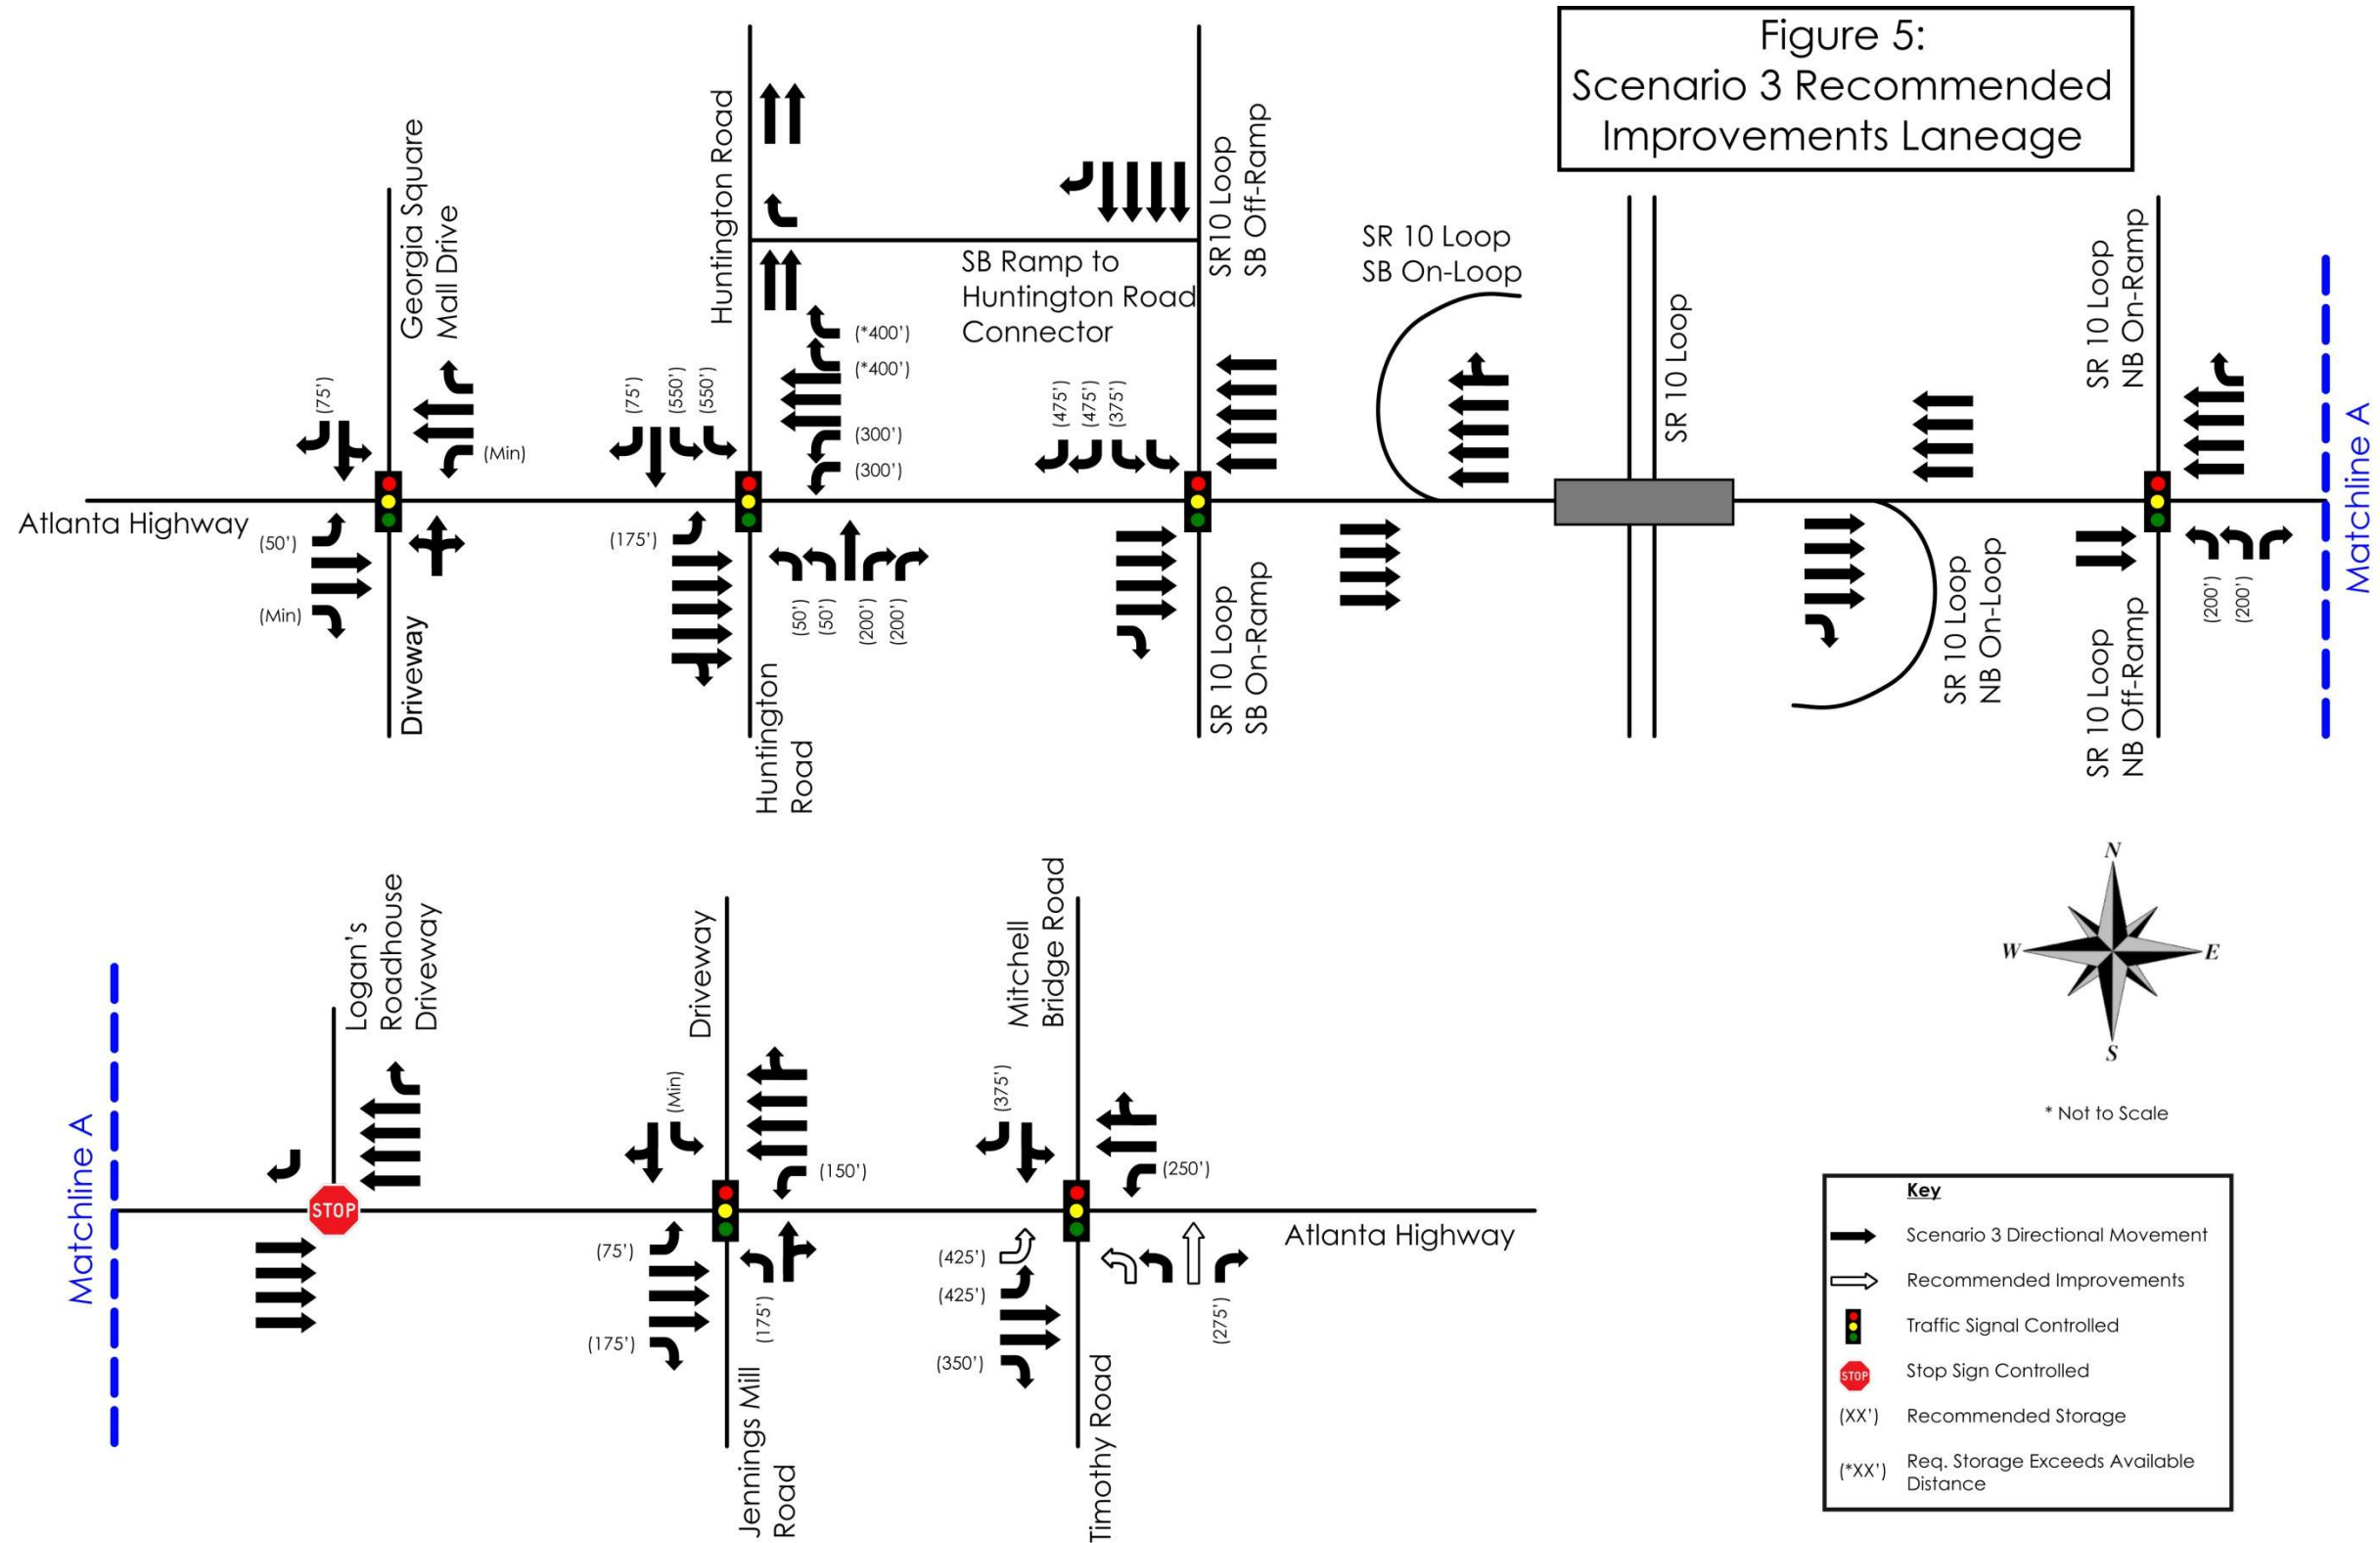 Figure 5:
Scenario 3 Recommended
Improvements Laneage
Georgia Square
Mall Drive
(75')
(Min)
Atlanta Highway
(50')
(Min)
Driveway
Huntington Road
(75')
(550')
(550')
(*400')
(*400')
(300')
(300')
(175')
(50')
(50')
(200')
(200')
Huntington
Road
SB Ramp to
Huntington Road
Connector
SR10 Loop
SB Off-Ramp
(475')
(475')
(375')
SR 10 Loop
SB On-Ramp
SR 10 Loop
SB On-Loop
SR 10 Loop
SR 10 Loop
NB On-Loop
SR 10 Loop
NB On-Ramp
(200')
(200')
SR 10 Loop
NB Off-Ramp
Matchline A
Matchline A
Logan's
Roadhouse
Driveway
STOP
Driveway
(Min)
(150')
(75')
(175')
(175')
Jennings Mill
Road
Mitchell
Bridge Road
(375')
(250')
(425')
(425')
(350')
(275')
Timothy Road
Atlanta Highway
N
W
E
S
* Not to Scale
Key
Scenario 3 Directional Movement
Recommended Improvements
Traffic Signal Controlled
STOP
Stop Sign Controlled
(XX')
Recommended Storage
(*XX')
Req. Storage Exceeds Available
Distance